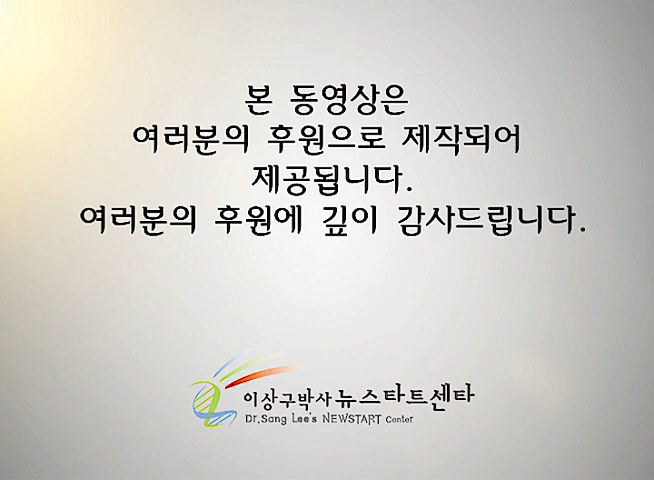 본 동영상은
여러분의 후원으로 제작되어
제공됩니다.
여러분의 후원에 깊이 감사드립니다.
이상구박사 뉴스타트센타
Dr.Sang Lee's NEWSTART Center